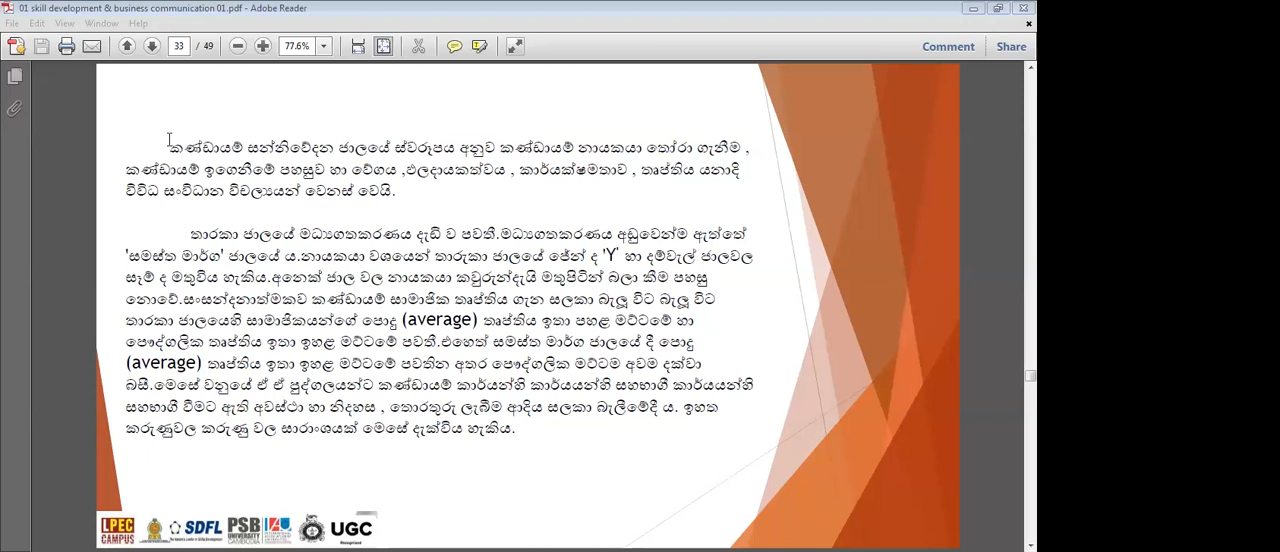 01 skill development & business communication 01.pdf - Adobe Reader
File Edit View Window Help
33 / 49 77.6% Comment Share
කණ්ඩායම් සන්නිවේදන ජාලයේ ස්වරූපය අනුව කණ්ඩායම් නායකයා තෝරා ගැනීම ,
කණ්ඩායම් ඉගෙනීමේ පහසුව හා වේගය ,ඵලදායකත්වය , කාර්යක්ෂමතාව , තෘප්තිය යනාදි
විවිධ සංවිධාන විචල්‍යයන් වෙනස් වෙයි.
තාරකා ජාලයේ මධ්‍යගතකරණය දැඩි ව පවතී.මධ්‍යගතකරණය අඩුවෙන්ම ඇත්තේ
'සමස්ත මාර්ග' ජාලයේ ය.නායකයා වශයෙන් තාරුකා ජාලයේ ජේන් ද 'Y' හා දම්වැල් ජාලවල
සෑම් ද මතුවිය හැකිය.අනෙක් ජාල වල නායකයා කවුරුන්දැයි මතුපිටින් බලා කීම පහසු
නොවේ.සංසන්දනාත්මකව කණ්ඩායම් සාමාජික තෘප්තිය ගැන සලකා බැලූ විට බැලූ විට
තාරකා ජාලයෙහි සාමාජිකයන්ගේ පොදු (average) තෘප්තිය ඉතා පහළ මට්ටමේ හා
පෞද්ගලික තෘප්තිය ඉතා ඉහළ මට්ටමේ පවතී.එහෙත් සමස්ත මාර්ග ජාලයේ දී පොදු
(average) තෘප්තිය ඉතා ඉහළ මට්ටමේ පවතින අතර පෞද්ගලික මට්ටම අවම දක්වා
බසී.මෙසේ වනුයේ ඒ ඒ පුද්ගලයන්ට කණ්ඩායම් කාර්යන්හි කාර්යයන්හි සහභාගී කාර්යයන්හි
සහභාගී වීමට ඇති අවස්ථා හා නිදහස , තොරතුරු ලැබීම ආදිය සලකා බැලීමේදී ය. ඉහත
කරුණුවල කරුණු වල සාරාංශයක් මෙසේ දැක්විය හැකිය.
LPEC CAMPUS SDFL PSB UNIVERSITY CAMBODIA UGC